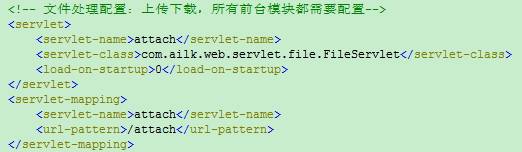 <!-- 文件处理配置：上传下载，所有前台模块都需要配置-->
<servlet>
<servlet-name>attach</servlet-name>
<servlet-class>com.ailk.web.servlet.file.FileServlet</servlet-class>
<load-on-startup>0</load-on-startup>
</servlet>
<servlet-mapping>
<servlet-name>attach</servlet-name>
<url-pattern>/attach</url-pattern>
</servlet-mapping>